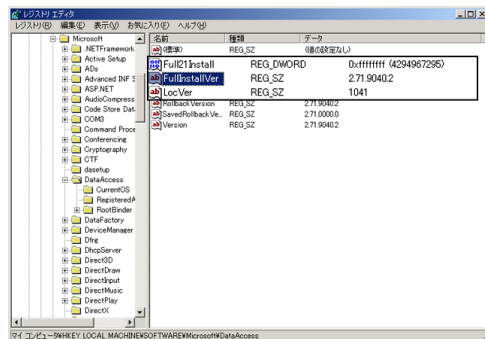 レジストリ エディタ
レジストリ(R) 編集(E) 表示(V) お気に入り(F) ヘルプ(H)
Microsoft
.NETFramework
Active Setup
ADs
Advanced INF S
ASP.NET
AudioCompress
Code Store Dat
COM3
Command Proce
Conferencing
Cryptography
CTF
dasetup
DataAccess
CurrentOS
RegisteredA
RootBinder
DataFactory
DeviceManager
Dfrg
DhcpServer
Direct3D
DirectDraw
DirectInput
DirectMusic
DirectPlay
DirectX
名前 種類 データ
(標準) REG_SZ (値の設定なし)
Full21Install REG_DWORD 0xffffffff (4294967295)
FullInstallVer REG_SZ 2.71.9040.2
LocVer REG_SZ 1041
RollbackVersion REG_SZ 2.71.9040.2
SavedRollbackVe... REG_SZ 2.71.0000.0
Version REG_SZ 2.71.9040.2
マイ コンピュータ¥HKEY_LOCAL_MACHINE¥SOFTWARE¥Microsoft¥DataAccess